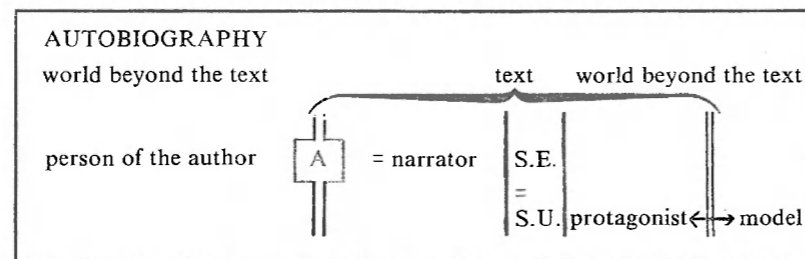 AUTOBIOGRAPHY
world beyond the text text world beyond the text
person of the author A = narrator S.E.
=
S.U. protagonist ↔ model